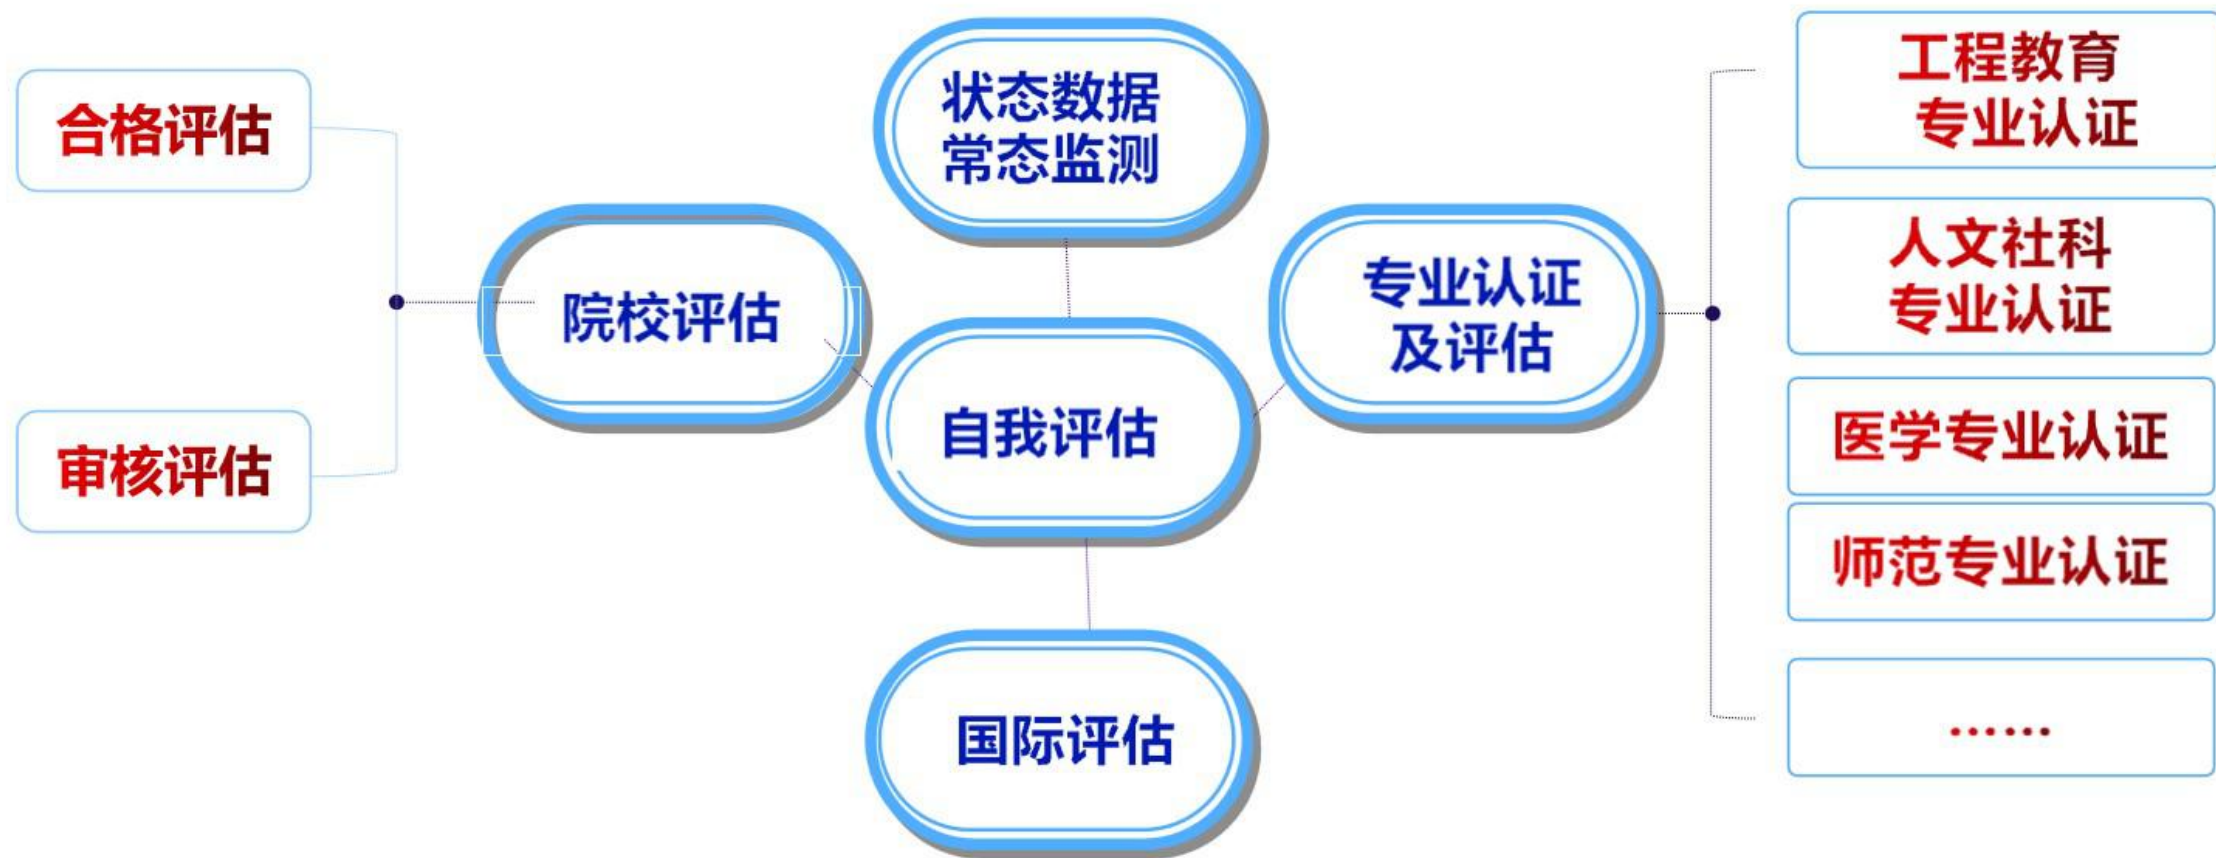 合格评估
审核评估
院校评估
状态数据
常态监测
自我评估
国际评估
专业认证
及评估
工程教育
专业认证
人文社科
专业认证
医学专业认证
师范专业认证
……